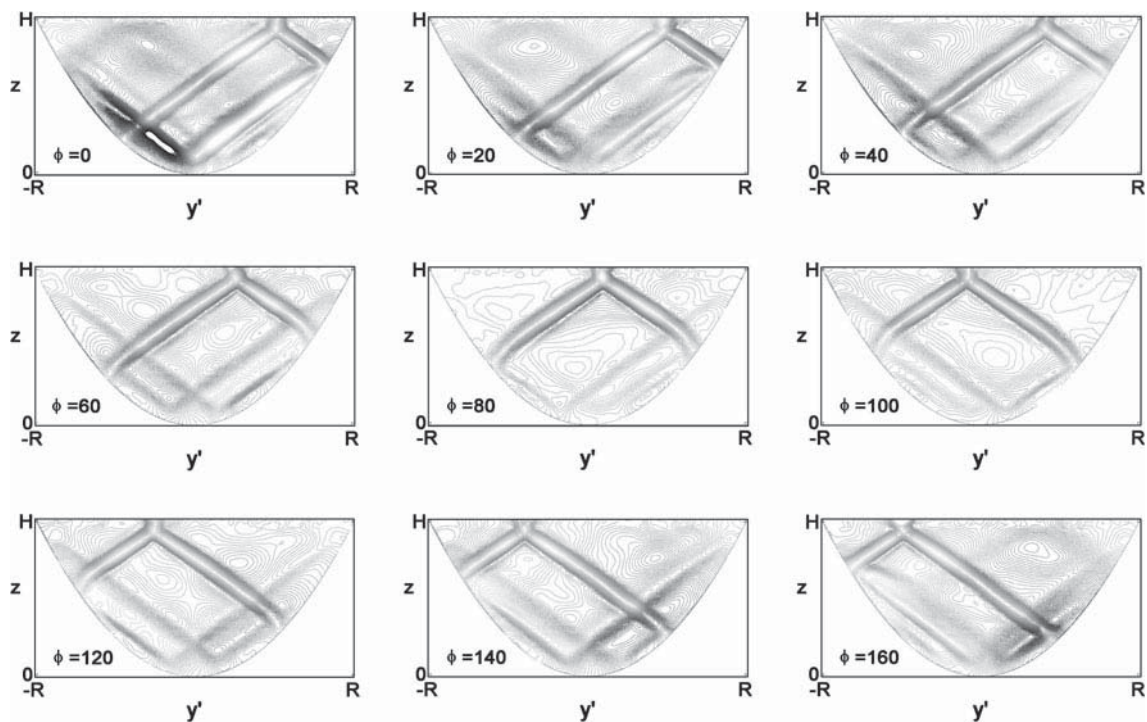 H H H
z z z
ϕ =0 ϕ =20 ϕ =40
0 0 0
-R R -R R -R R
y' y' y'
H H H
z z z
ϕ =60 ϕ =80 ϕ =100
0 0 0
-R R -R R -R R
y' y' y'
H H H
z z z
ϕ =120 ϕ =140 ϕ =160
0 0 0
-R R -R R -R R
y' y' y'